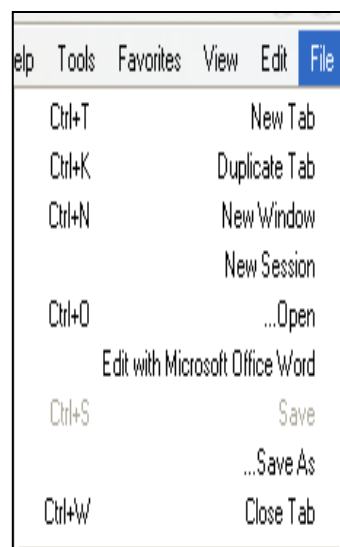 File Edit View Favorites Tools elp
New Tab Ctrl+T
Duplicate Tab Ctrl+K
New Window Ctrl+N
New Session
Open... Ctrl+O
Edit with Microsoft Office Word
Save Ctrl+S
Save As...
Close Tab Ctrl+W